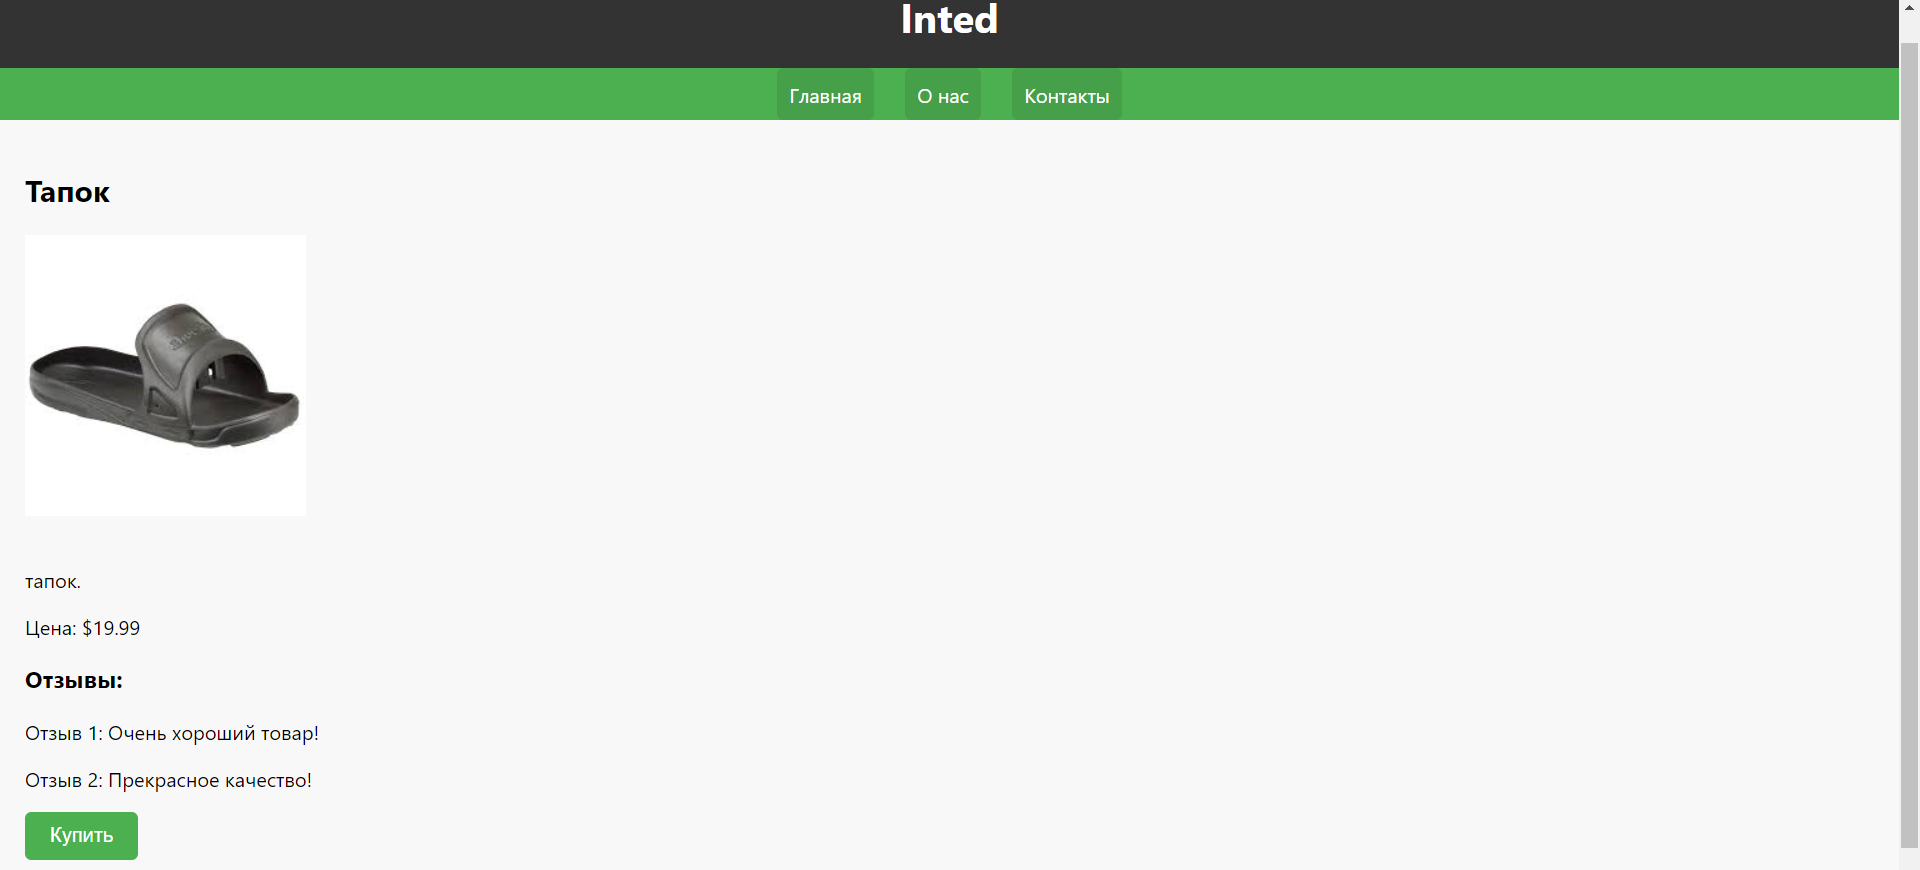 Inted
Главная О нас Контакты
Тапок
тапок.
Цена: $19.99
Отзывы:
Отзыв 1: Очень хороший товар!
Отзыв 2: Прекрасное качество!
Купить